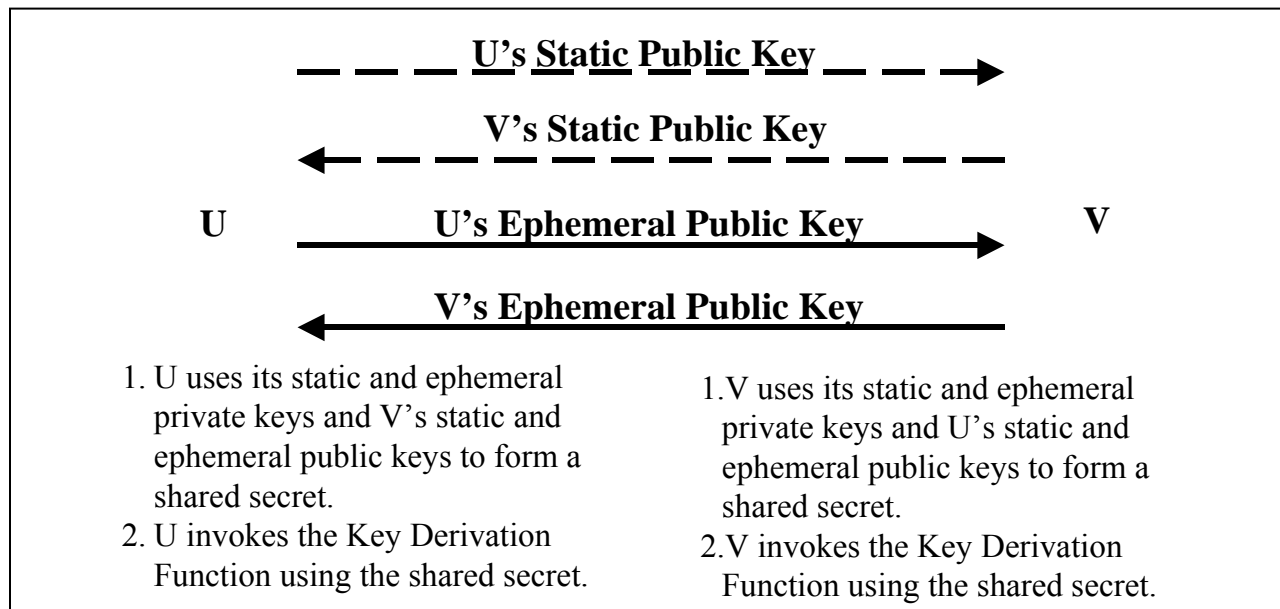 U's Static Public Key
V's Static Public Key
U
U's Ephemeral Public Key
V
V's Ephemeral Public Key
1. U uses its static and ephemeral
private keys and V's static and
ephemeral public keys to form a
shared secret.
2. U invokes the Key Derivation
Function using the shared secret.
1.V uses its static and ephemeral
private keys and U's static and
ephemeral public keys to form a
shared secret.
2.V invokes the Key Derivation
Function using the shared secret.